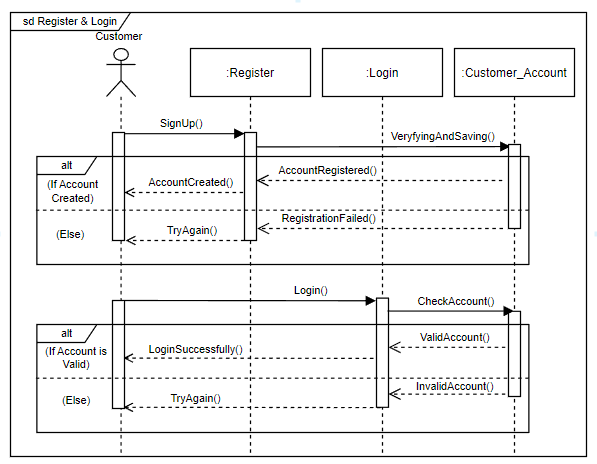 sd Register & Login
Customer
:Register
:Login
:Customer_Account
SignUp()
VeryfyingAndSaving()
alt
AccountRegistered()
(If Account
Created)
AccountCreated()
RegistrationFailed()
(Else)
TryAgain()
Login()
CheckAccount()
alt
ValidAccount()
(If Account is
Valid)
LoginSuccessfully()
InvalidAccount()
(Else)
TryAgain()